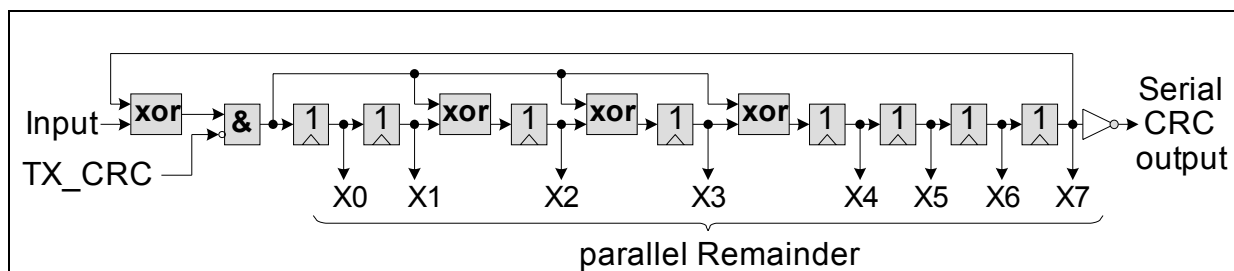 Input
TX_CRC
xor
&
1
1
xor
1
xor
1
xor
1
1
1
1
Serial
CRC
output
X0 X1 X2 X3 X4 X5 X6 X7
parallel Remainder